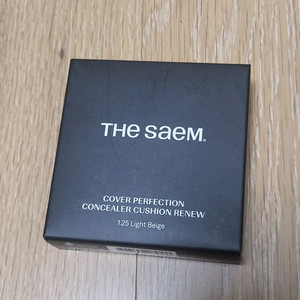 THE SAEM.
COVER PERFECTION
CONCEALER CUSHION RENEW
1.25 Light Beige